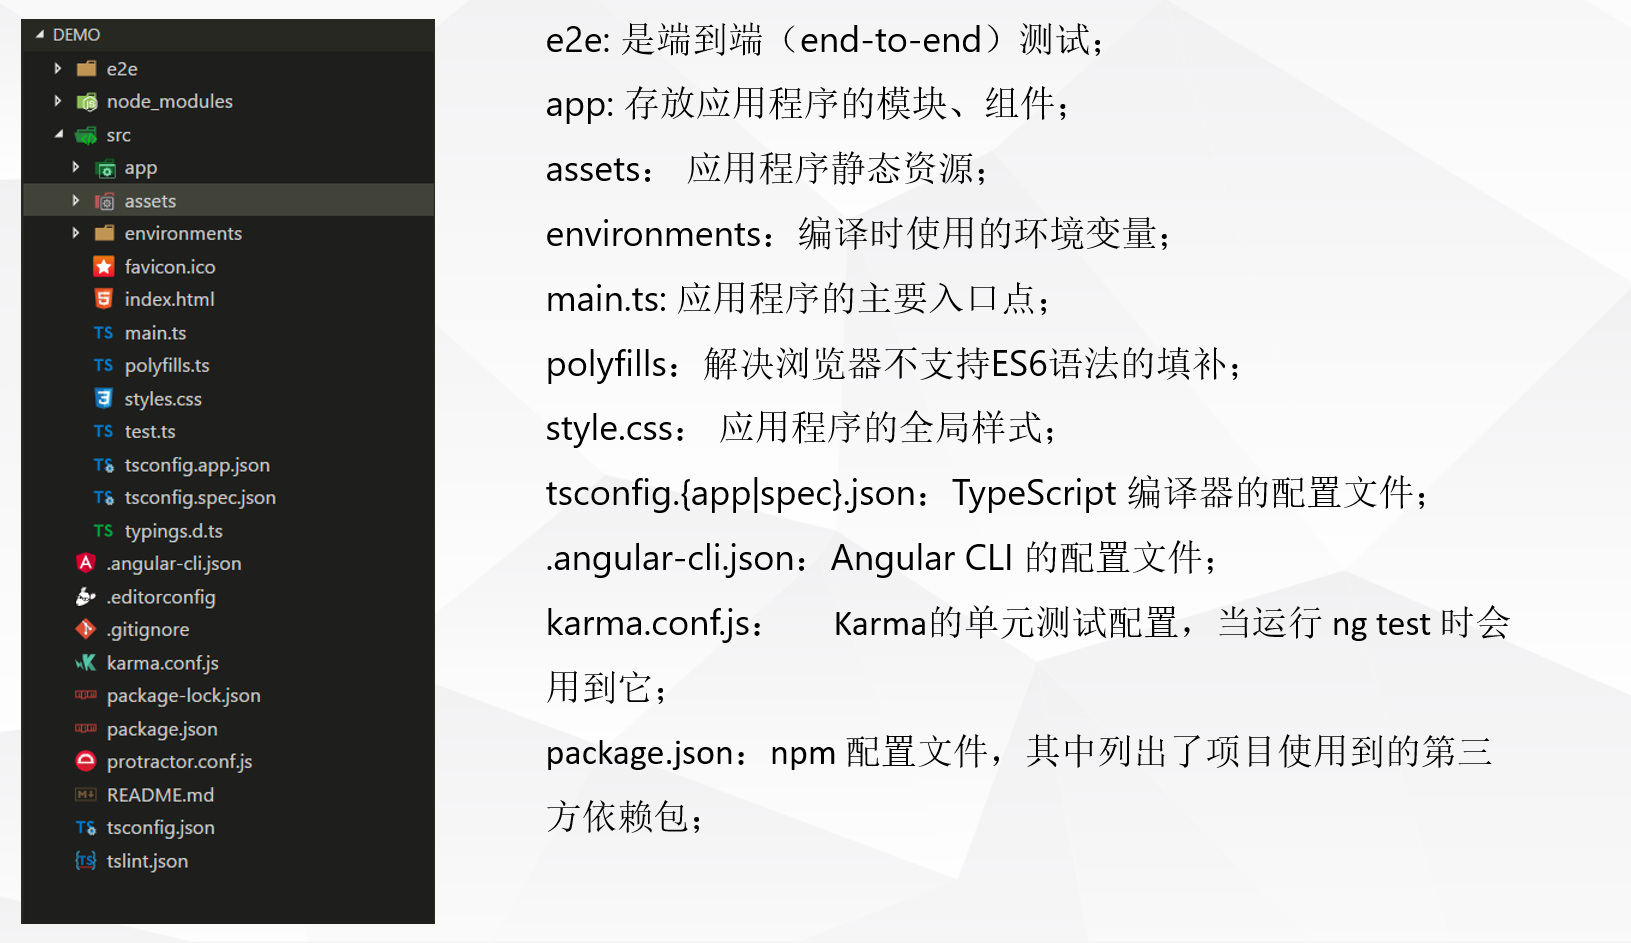 DEMO
e2e
node_modules
src
app
assets
environments
favicon.ico
index.html
TS main.ts
TS polyfills.ts
styles.css
TS test.ts
TS tsconfig.app.json
TS tsconfig.spec.json
TS typings.d.ts
.angular-cli.json
.editorconfig
.gitignore
karma.conf.js
package-lock.json
package.json
protractor.conf.js
README.md
TS tsconfig.json
TS tslint.json
e2e: 是端到端（end-to-end）测试；
app: 存放应用程序的模块、组件；
assets： 应用程序静态资源；
environments：编译时使用的环境变量；
main.ts: 应用程序的主要入口点；
polyfills：解决浏览器不支持ES6语法的填补；
style.css： 应用程序的全局样式；
tsconfig.{app|spec}.json：TypeScript 编译器的配置文件；
.angular-cli.json：Angular CLI 的配置文件；
karma.conf.js： Karma的单元测试配置，当运行 ng test 时会
用到它；
package.json：npm 配置文件，其中列出了项目使用到的第三
方依赖包；